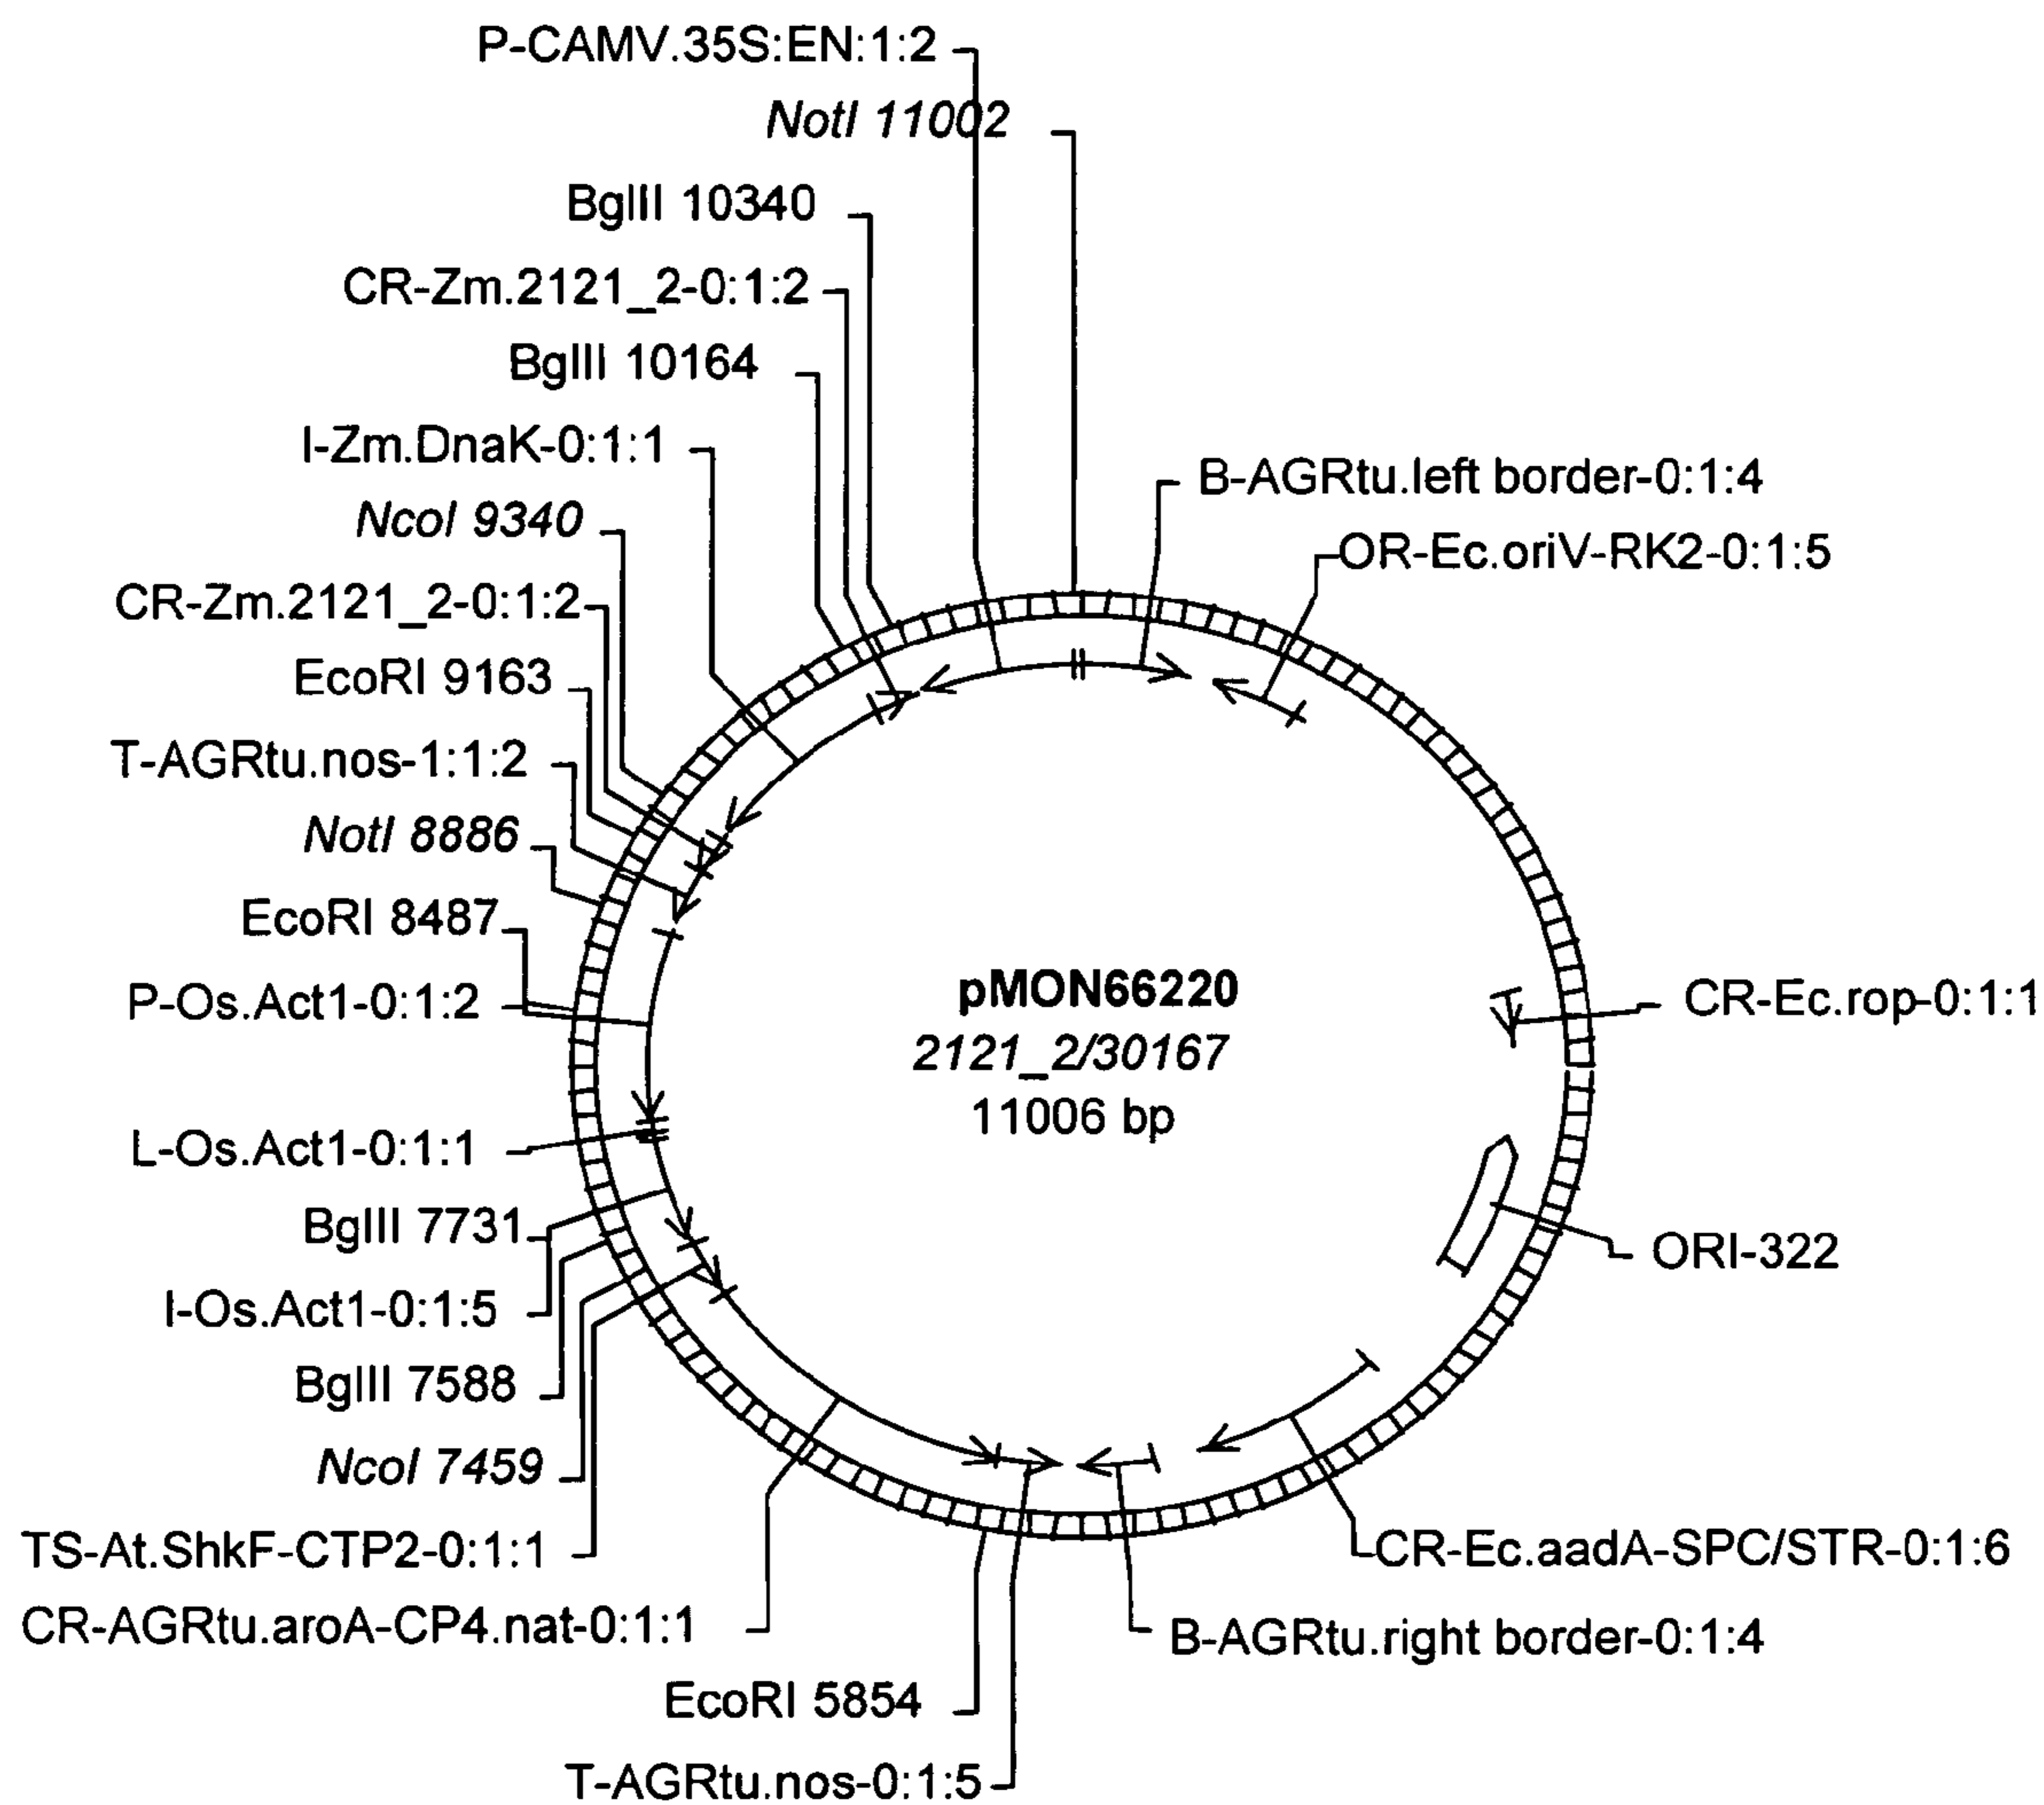 P-CAMV.35S:EN:1:2
NotI 11002
BglII 10340
CR-Zm.2121_2-0:1:2
BglII 10164
I-Zm.DnaK-0:1:1
NcoI 9340
CR-Zm.2121_2-0:1:2
EcoRI 9163
T-AGRtu.nos-1:1:2
NotI 8886
EcoRI 8487
P-Os.Act1-0:1:2
L-Os.Act1-0:1:1
BglII 7731
I-Os.Act1-0:1:5
BglII 7588
NcoI 7459
TS-At.ShkF-CTP2-0:1:1
CR-AGRtu.aroA-CP4.nat-0:1:1
EcoRI 5854
T-AGRtu.nos-0:1:5
B-AGRtu.left border-0:1:4
OR-Ec.oriV-RK2-0:1:5
CR-Ec.rop-0:1:1
ORI-322
CR-Ec.aadA-SPC/STR-0:1:6
B-AGRtu.right border-0:1:4
pMON66220
2121_2/30167
11006 bp